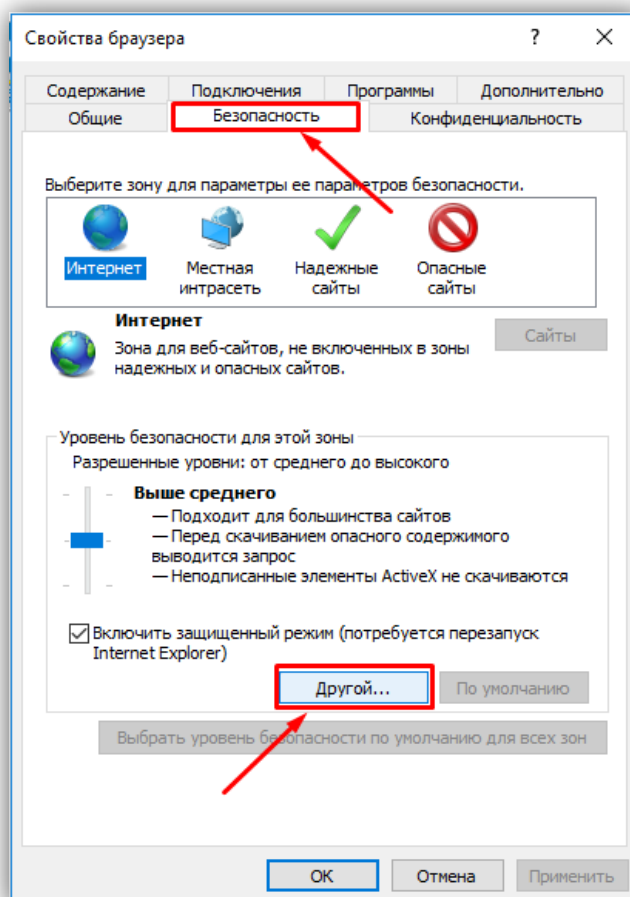 Свойства браузера
?
Содержание Подключения Программы Дополнительно
Общие Безопасность Конфиденциальность
Выберите зону для параметры ее параметров безопасности.
Интернет Местная интрасеть Надежные сайты Опасные сайты
Интернет
Сайты
Зона для веб-сайтов, не включенных в зоны
надежных и опасных сайтов.
Уровень безопасности для этой зоны
Разрешенные уровни: от среднего до высокого
Выше среднего
— Подходит для большинства сайтов
— Перед скачиванием опасного содержимого
выводится запрос
— Неподписанные элементы ActiveX не скачиваются
Включить защищенный режим (потребуется перезапуск
Internet Explorer)
Другой... По умолчанию
Выбрать уровень безопасности по умолчанию для всех зон
ОК Отмена Применить